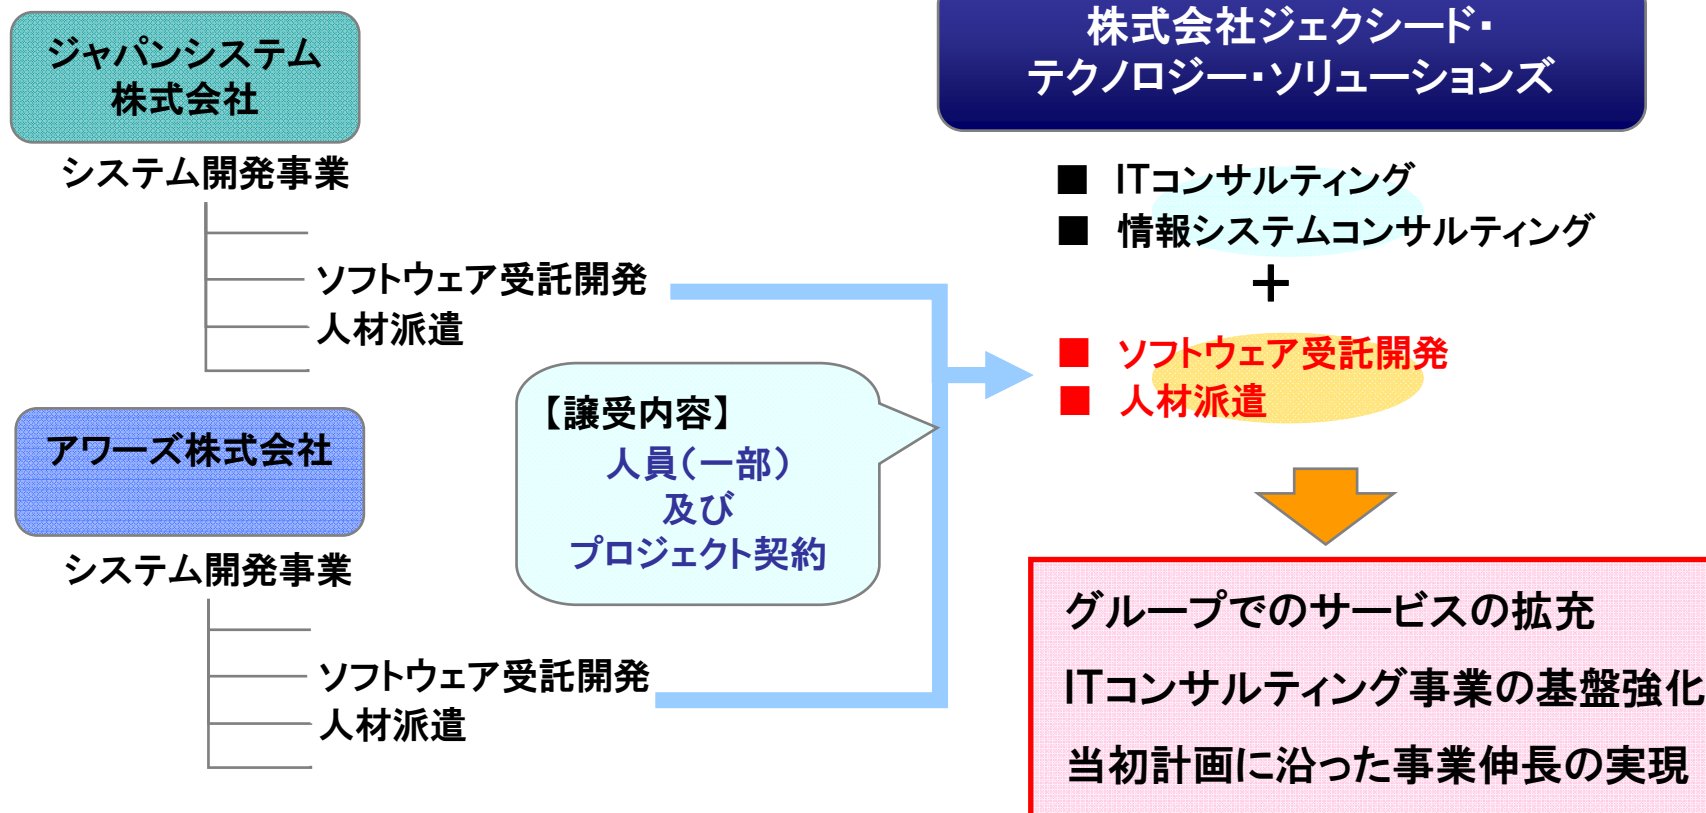 ジャパンシステム
株式会社
システム開発事業
ソフトウェア受託開発
人材派遣
アワーズ株式会社
システム開発事業
ソフトウェア受託開発
人材派遣
【譲受内容】
人員(一部)
及び
プロジェクト契約
株式会社ジェクシード・
テクノロジー・ソリューションズ
■ ITコンサルティング
■ 情報システムコンサルティング
+
■ ソフトウェア受託開発
■ 人材派遣
グループでのサービスの拡充
ITコンサルティング事業の基盤強化
当初計画に沿った事業伸長の実現